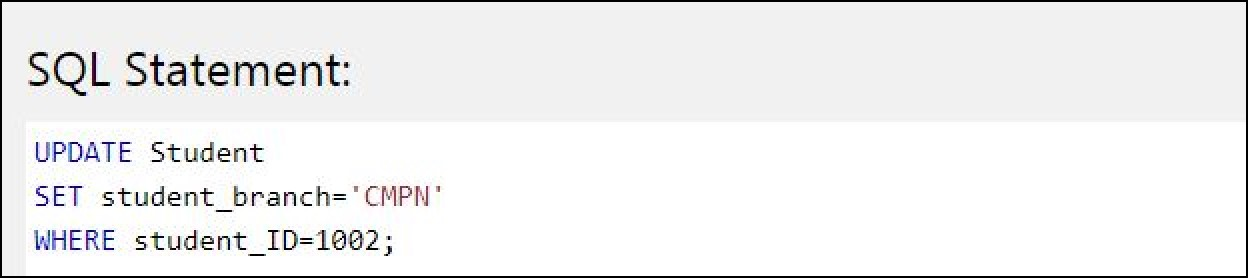 SQL Statement:
UPDATE Student
SET student_branch='CMPN'
WHERE student_ID=1002;